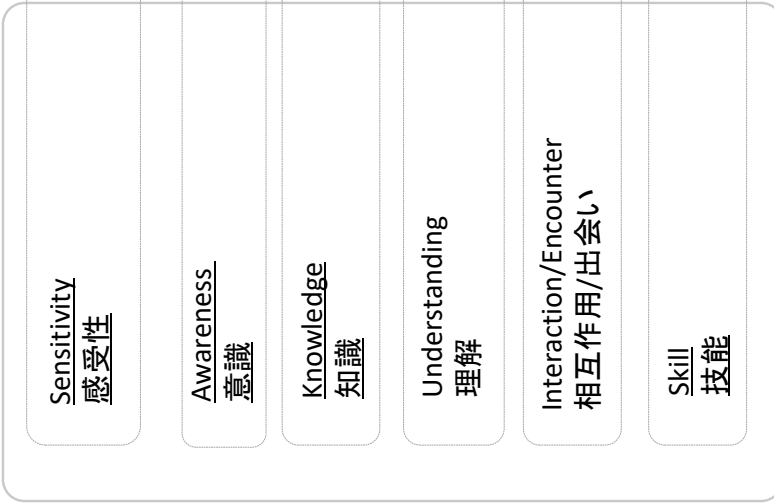 Sensitivity
感受性
Awareness
意識
Knowledge
知識
Understanding
理解
Interaction/Encounter
相互作用/出会い
Skill
技能